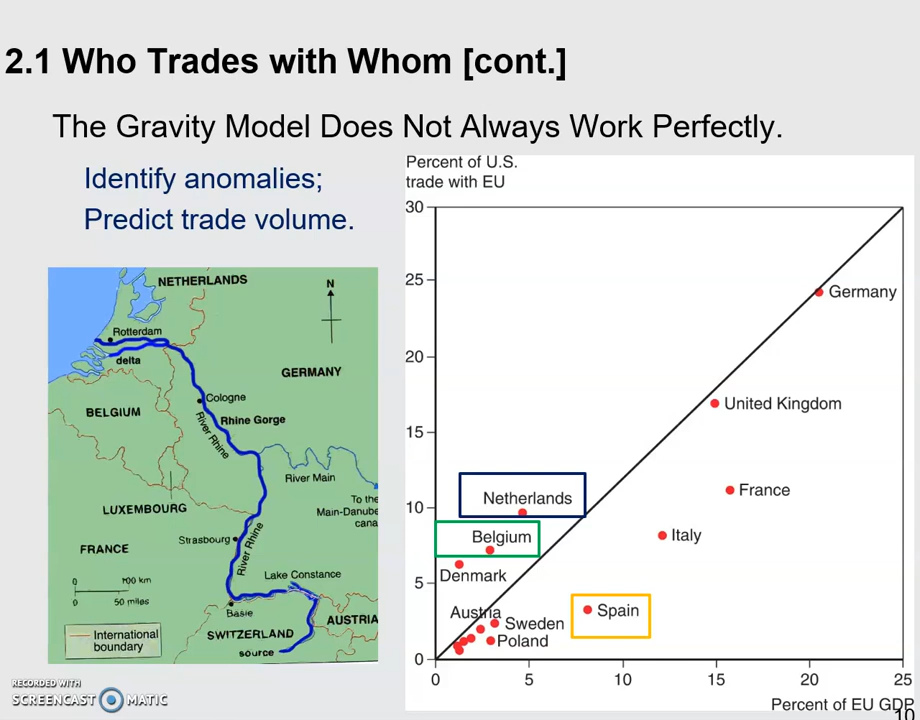 2.1 Who Trades with Whom [cont.]
The Gravity Model Does Not Always Work Perfectly.
Identify anomalies;
Predict trade volume.
NETHERLANDS
N
Rotterdam
delta
GERMANY
Cologne
BELGIUM
Rhine Gorge
River Rhine
River Main
To the
Main-Danube
cana
LUXEMBOURG
Strasbourg
River Rhine
FRANCE
Lake Constance
0 100 km
0 50 miles
Basle
AUSTRIA
SWITZERLAND
International
boundary
source
RECORDED WITH
SCREENCAST MATIC
Percent of U.S.
trade with EU
30
25
Germany
20
United Kingdom
15
France
Netherlands
10
Italy
Belgium
Denmark
5
Spain
Austria
Sweden
Poland
0
0 5 10 15 20 25
Percent of EU GDP
10